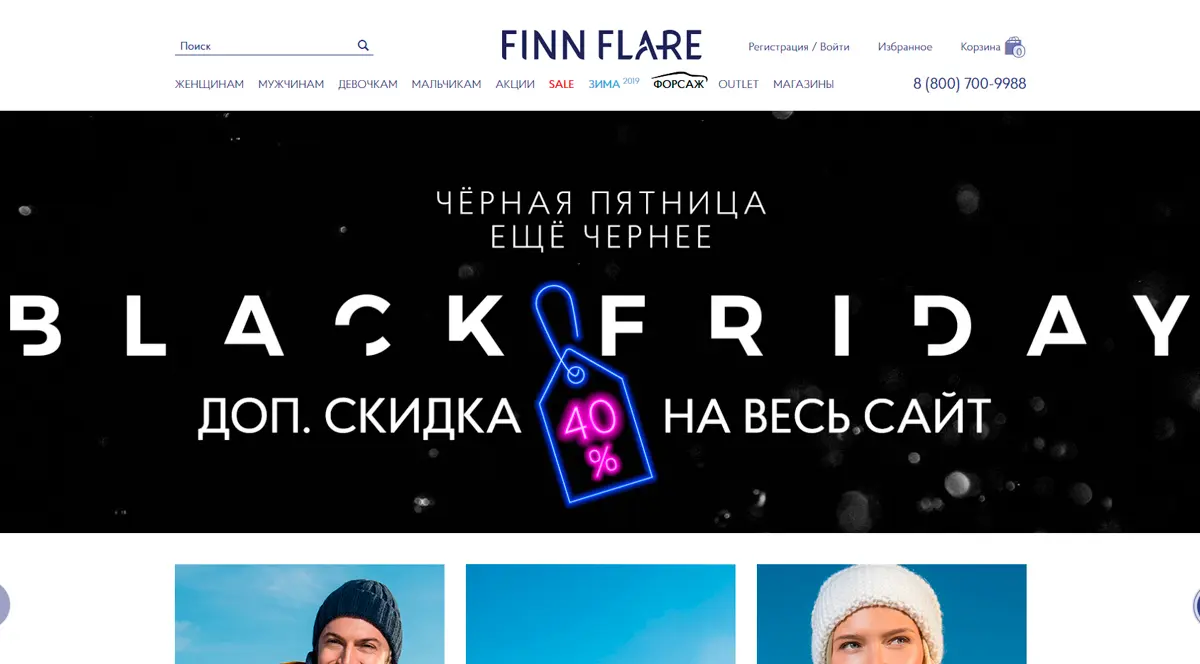 Поиск
FINN FLARE
Регистрация / Войти
Избранное
Корзина
0
ЖЕНЩИНАМ
МУЖЧИНАМ
ДЕВОЧКАМ
МАЛЬЧИКАМ
АКЦИИ
SALE
ЗИМА 2019
ФОРСАЖ
OUTLET
МАГАЗИНЫ
8 (800) 700-9988
ЧЁРНАЯ ПЯТНИЦА
ЕЩЁ ЧЕРНЕЕ
BLACK FRIDAY
ДОП. СКИДКА 40 % НА ВЕСЬ САЙТ